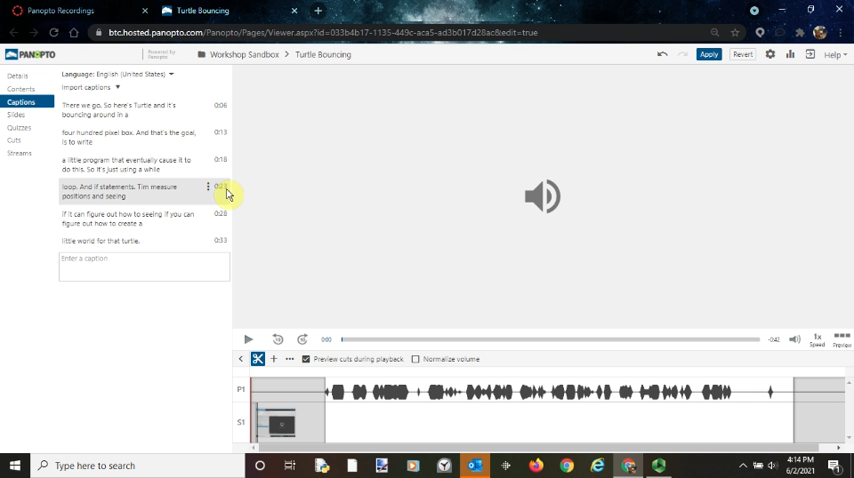 Panopto Recordings
Turtle Bouncing
btc.hosted.panopto.com/Panopto/Pages/Viewer.aspx?id=033b4b17-1135-449c-aca5-ad3b017d28ac&edit=true
PANOPTO
Powered by
Panopto
Workshop Sandbox > Turtle Bouncing
Apply
Revert
Help
Details
Contents
Captions
Slides
Quizzes
Cuts
Streams
Language: English (United States)
Import captions
There we go. So here's Turtle and it's 0:06
bouncing around in a
four hundred pixel box. And that's the goal, 0:13
is to write
a little program that eventually cause it to 0:18
do this. So it's just using a while
loop. And if statements. Tim measure
positions and seeing
If it can figure out how to seeing if you can 0:28
figure out how to create a
little world for that turtle. 0:33
Enter a caption
0:00
-0:42
1x
Speed
Preview
Preview cuts during playback
Normalize volume
P1
S1
Type here to search
4:14 PM
6/2/2021